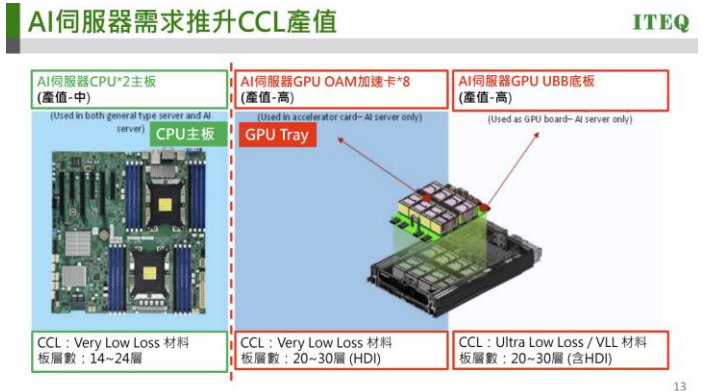 AI伺服器需求推升CCL產值
ITEQ
AI伺服器CPU*2主板
(產值-中)
(Used in both general type server and AI
server)
CPU主板
AI伺服器GPU OAM加速卡*8
(產值-高)
(Used in accelerator card– AI server only)
GPU Tray
AI伺服器GPU UBB底板
(產值-高)
(Used as GPU board– AI server only)
CCL：Very Low Loss 材料
板層數：14~24層
CCL：Very Low Loss 材料
板層數：20~30層 (HDI)
CCL：Ultra Low Loss / VLL 材料
板層數：20~30層 (含HDI)
13